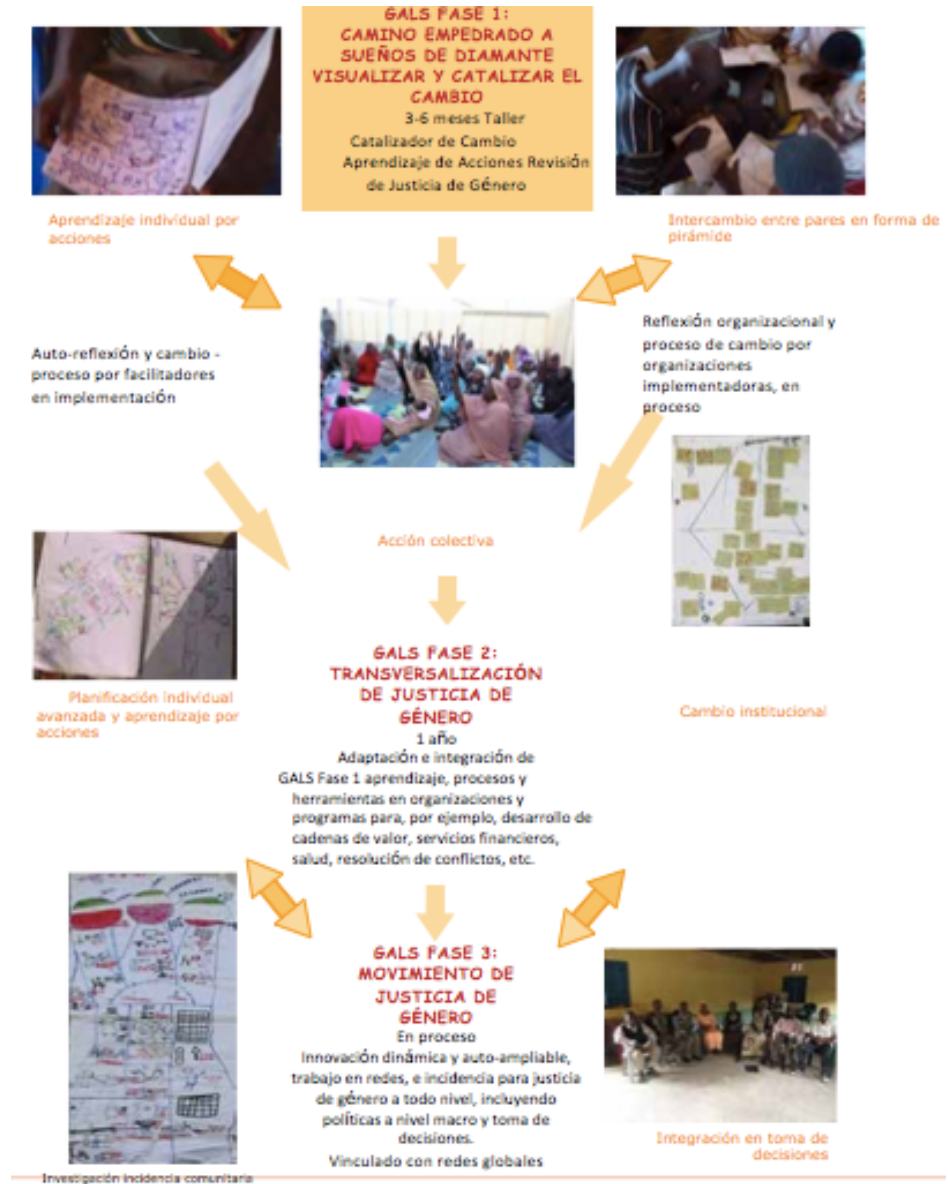 GALS FASE 1:
CAMINO EMPEDRADO A
SUEÑOS DE DIAMANTE
VISUALIZAR Y CATALIZAR EL
CAMBIO
3-6 meses Taller
Catalizador de Cambio
Aprendizaje de Acciones Revisión
de Justicia de Género
Aprendizaje individual por
acciones
Intercambio entre pares en forma de
pirámide
Auto-reflexión y cambio -
proceso por facilitadores
en implementación
Reflexión organizacional y
proceso de cambio por
organizaciones
implementadoras, en
proceso
Acción colectiva
Planificación individual
avanzada y aprendizaje por
acciones
Cambio institucional
GALS FASE 2:
TRANSVERSALIZACIÓN
DE JUSTICIA DE
GÉNERO
1 año
Adaptación e integración de
GALS Fase 1 aprendizaje, procesos y
herramientas en organizaciones y
programas para, por ejemplo, desarrollo de
cadenas de valor, servicios financieros,
salud, resolución de conflictos, etc.
GALS FASE 3:
MOVIMIENTO DE
JUSTICIA DE
GÉNERO
En proceso
Innovación dinámica y auto-ampliable,
trabajo en redes, e incidencia para justicia
de género a todo nivel, incluyendo
políticas a nivel macro y toma de
decisiones.
Vinculado con redes globales
Integración en toma de
decisiones
Investigación incidencia comunitaria